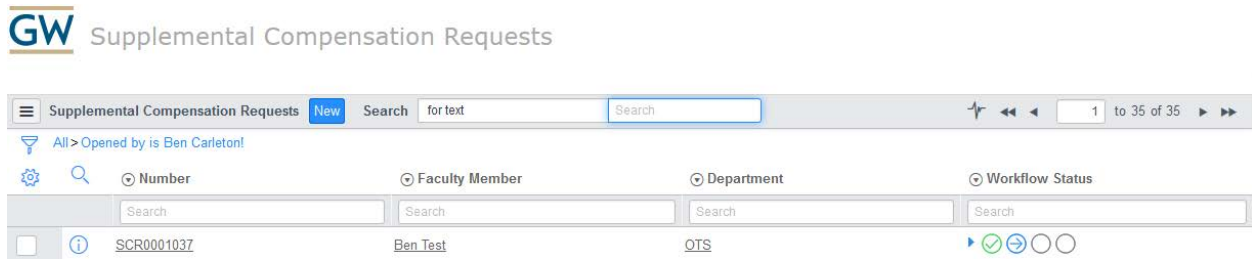 GW Supplemental Compensation Requests
Supplemental Compensation Requests New Search for text Search 1 to 35 of 35
All > Opened by is Ben Carleton!
Number Faculty Member Department Workflow Status
Search Search Search Search
SCR0001037 Ben Test OTS